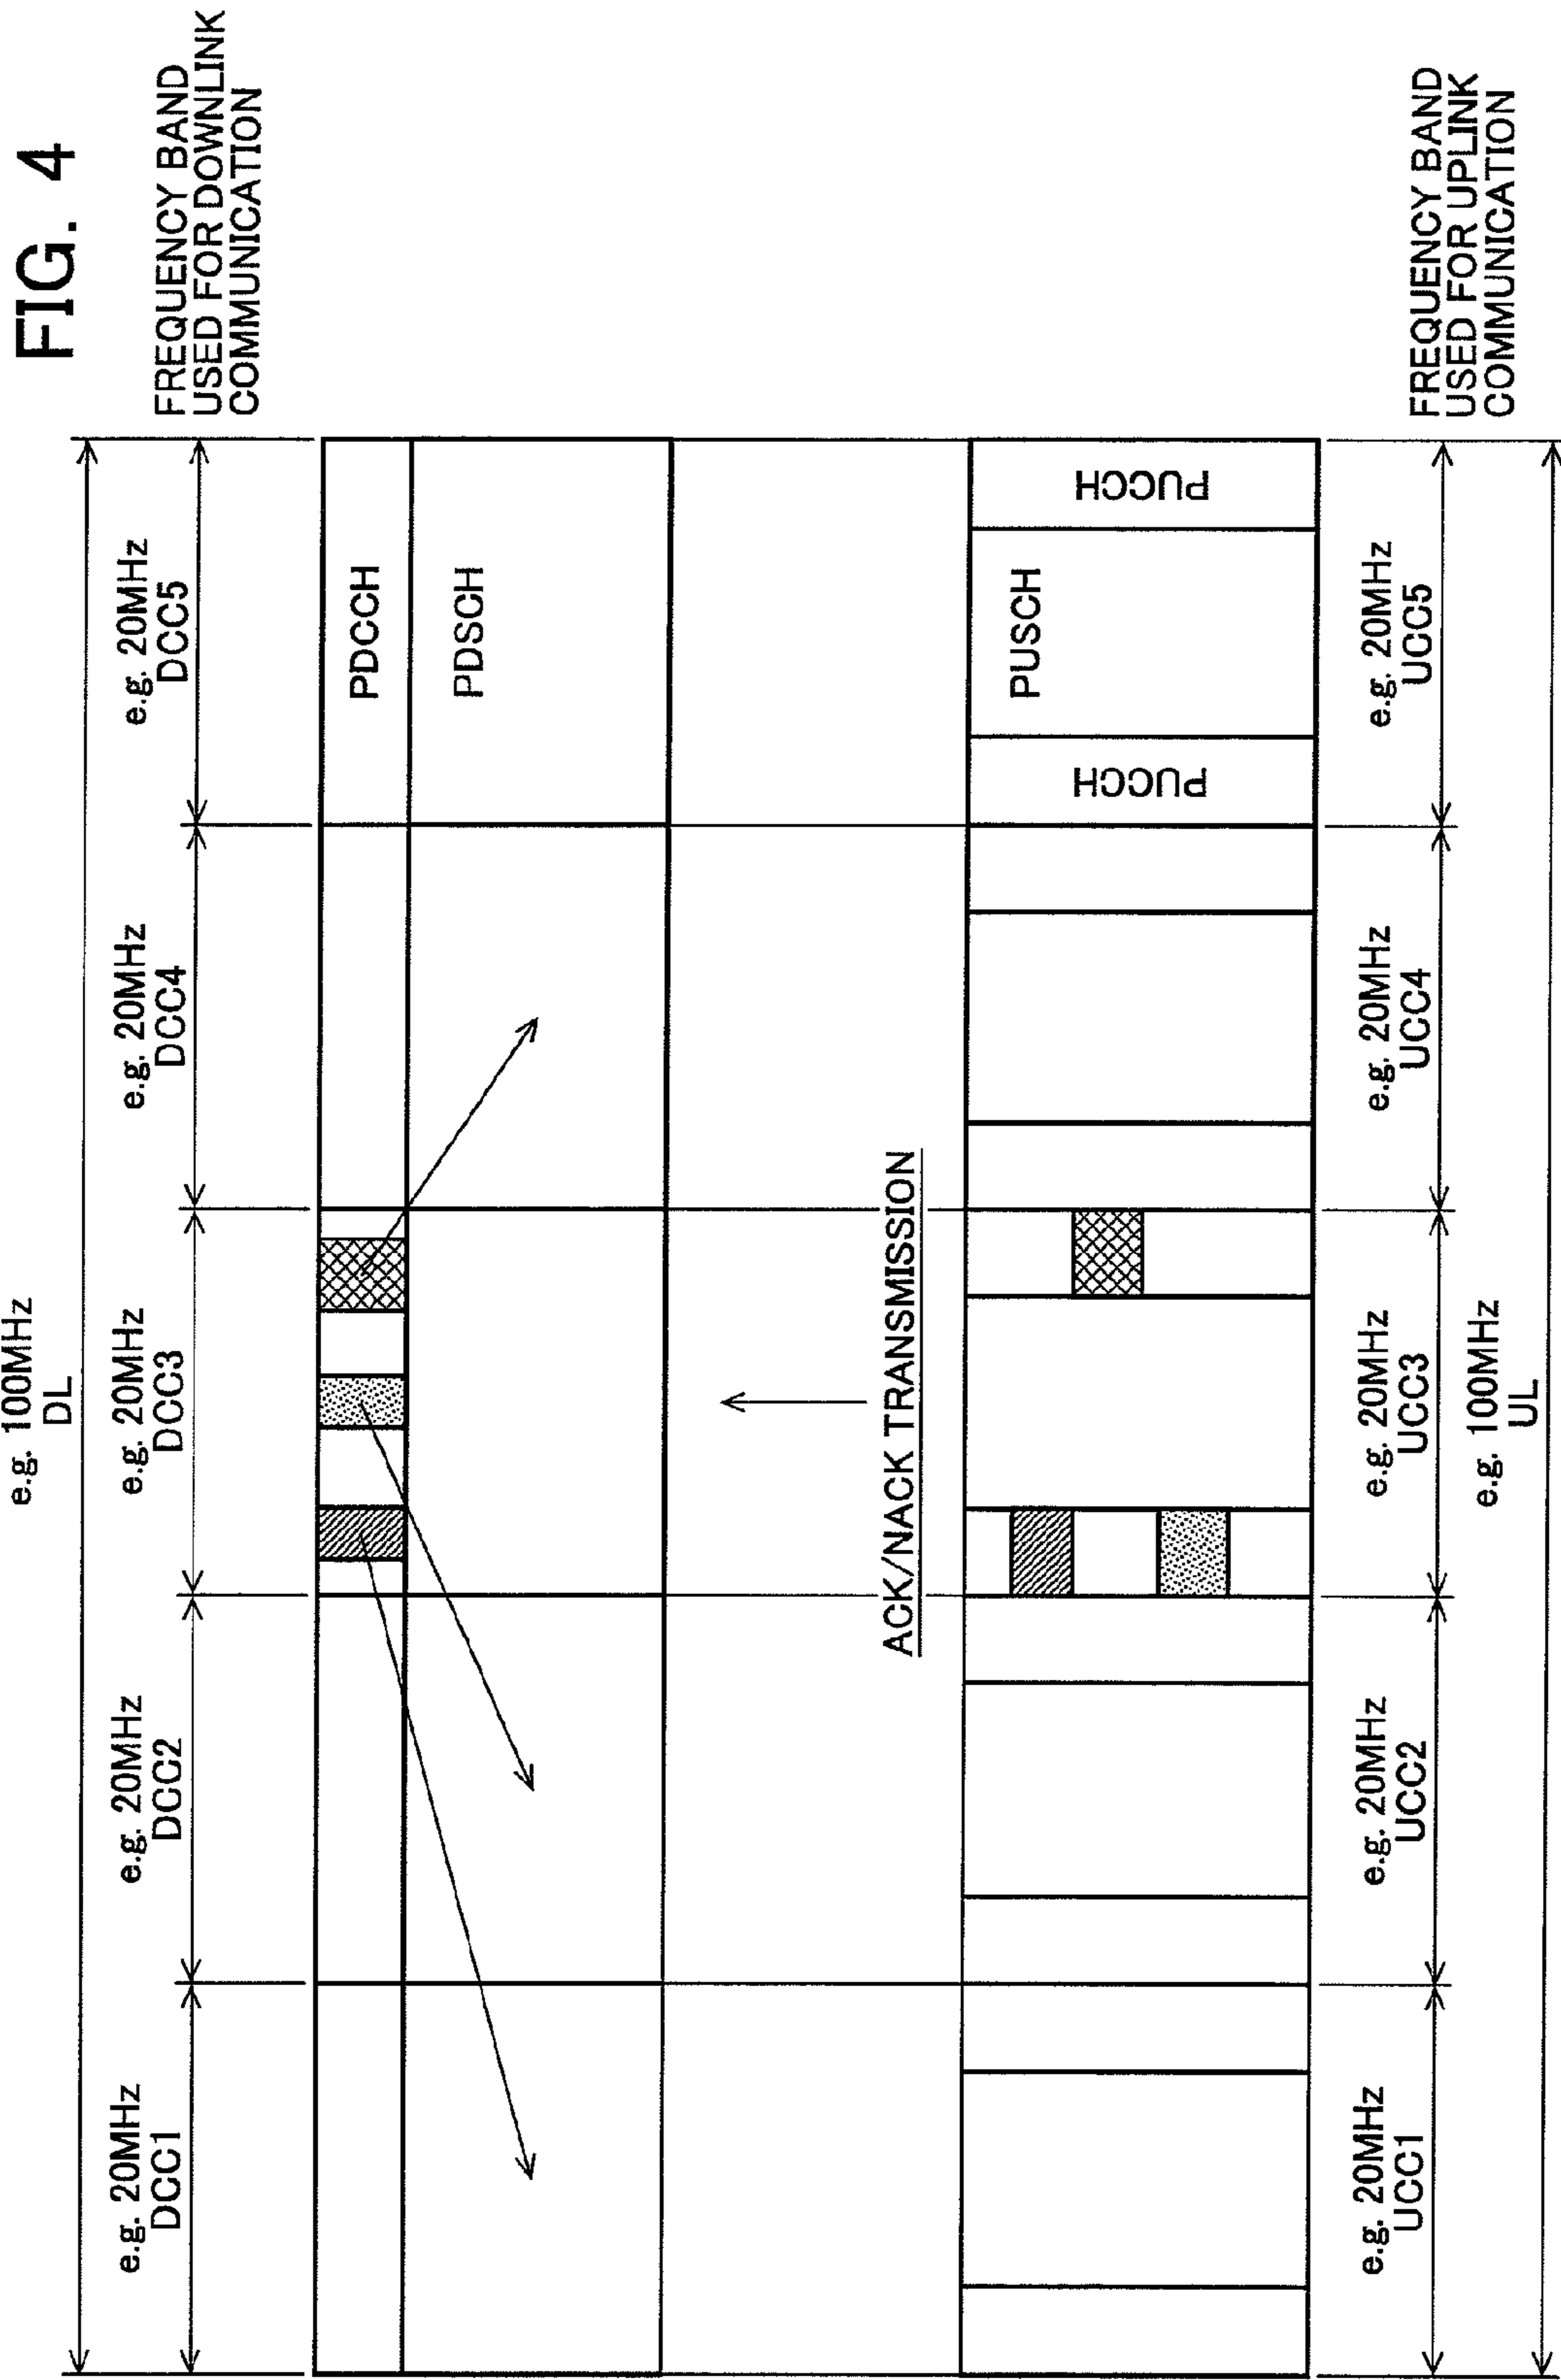 FIG. 4
e.g. 100MHz
DL
FREQUENCY BAND
USED FOR DOWNLINK
COMMUNICATION
e.g. 20MHz
DCC1
e.g. 20MHz
DCC2
e.g. 20MHz
DCC3
e.g. 20MHz
DCC4
e.g. 20MHz
DCC5
PDCCH
PDSCH
ACK/NACK TRANSMISSION
PUCCH
PUSCH
PUCCH
e.g. 20MHz
UCC1
e.g. 20MHz
UCC2
e.g. 20MHz
UCC3
e.g. 20MHz
UCC4
e.g. 20MHz
UCC5
FREQUENCY BAND
USED FOR UPLINK
COMMUNICATION
e.g. 100MHz
UL